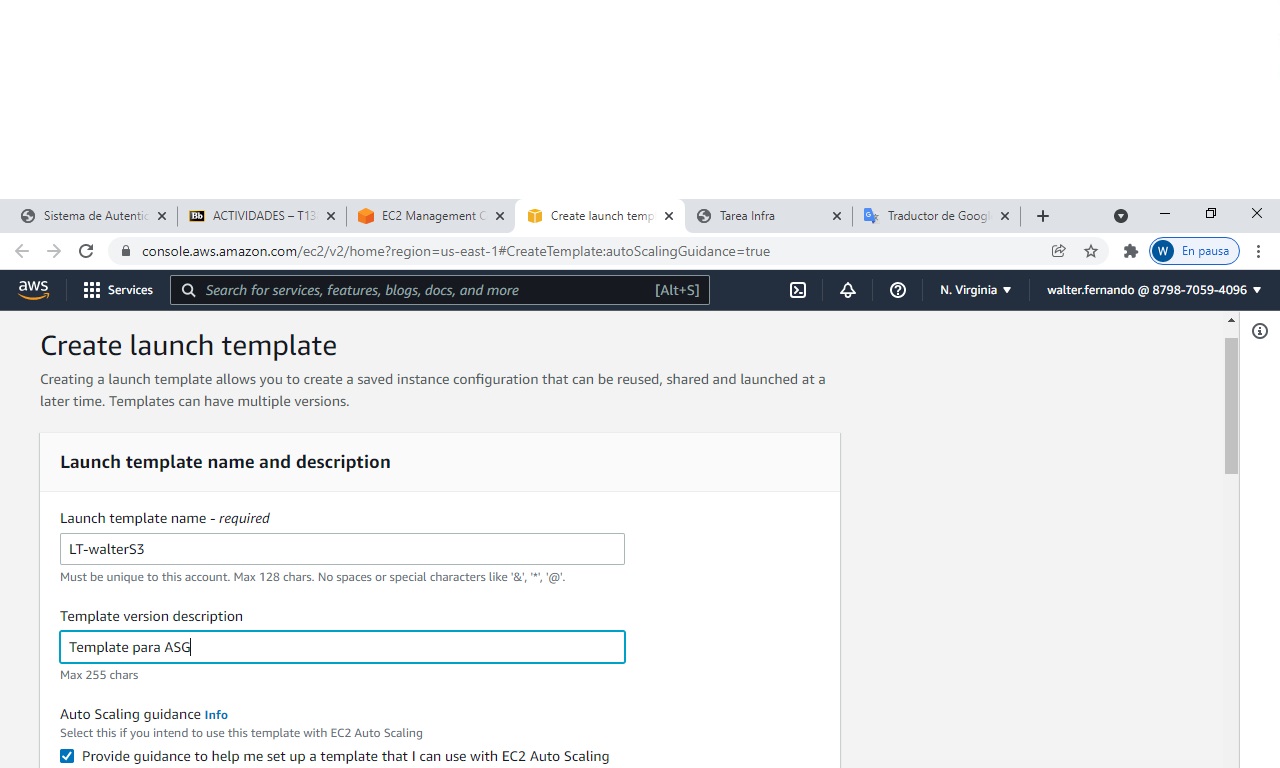 Sistema de Autentic
Bb ACTIVIDADES – T13
EC2 Management C
Create launch temp
Tarea Infra
Traductor de Googl
console.aws.amazon.com/ec2/v2/home?region=us-east-1#CreateTemplate:autoScalingGuidance=true
W En pausa
aws Services Search for services, features, blogs, docs, and more [Alt+S] N. Virginia walter.fernando @ 8798-7059-4096
Create launch template
Creating a launch template allows you to create a saved instance configuration that can be reused, shared and launched at a
later time. Templates can have multiple versions.
Launch template name and description
Launch template name - required
LT-walterS3
Must be unique to this account. Max 128 chars. No spaces or special characters like '&', '*', '@'.
Template version description
Template para ASG
Max 255 chars
Auto Scaling guidance Info
Select this if you intend to use this template with EC2 Auto Scaling
Provide guidance to help me set up a template that I can use with EC2 Auto Scaling